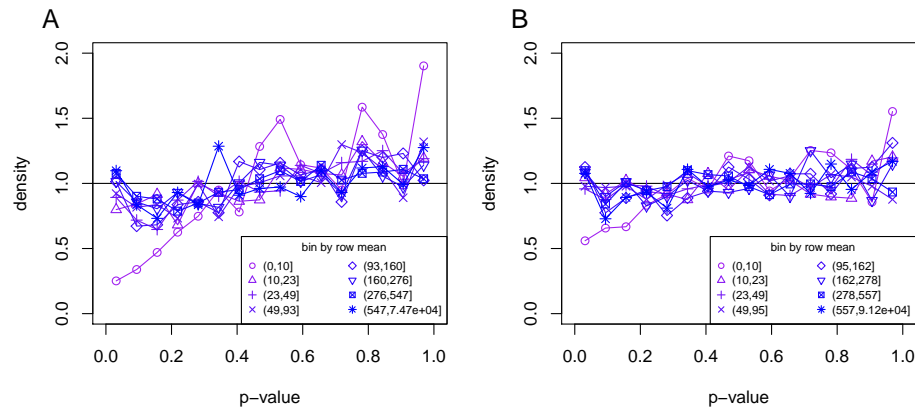 A
2.0
1.5
1.0
0.5
0.0
density
bin by row mean
(0,10]
(10,23]
(23,49]
(49,93]
(93,160]
(160,276]
(276,547]
(547,7.47e+04]
0.0 0.2 0.4 0.6 0.8 1.0
p−value
B
2.0
1.5
1.0
0.5
0.0
density
bin by row mean
(0,10]
(10,23]
(23,49]
(49,95]
(95,162]
(162,278]
(278,557]
(557,9.12e+04]
0.0 0.2 0.4 0.6 0.8 1.0
p−value